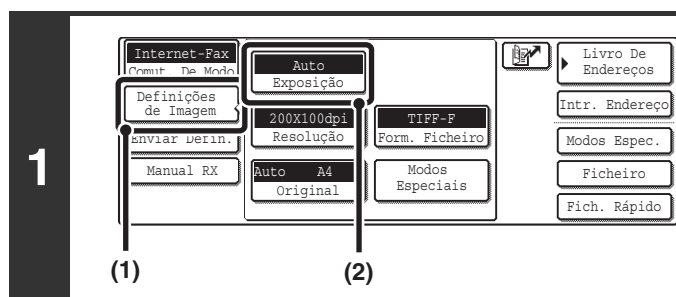 1
Internet-Fax
Comut. De Modo
Definições
de Imagem
Enviar Defin.
Manual RX
Auto
Exposição
200X100dpi
Resolução
Auto A4
Original
TIFF-F
Form. Ficheiro
Modos
Especiais
Livro De
Endereços
Intr. Endereço
Modos Espec.
Ficheiro
Fich. Rápido
(1)
(2)